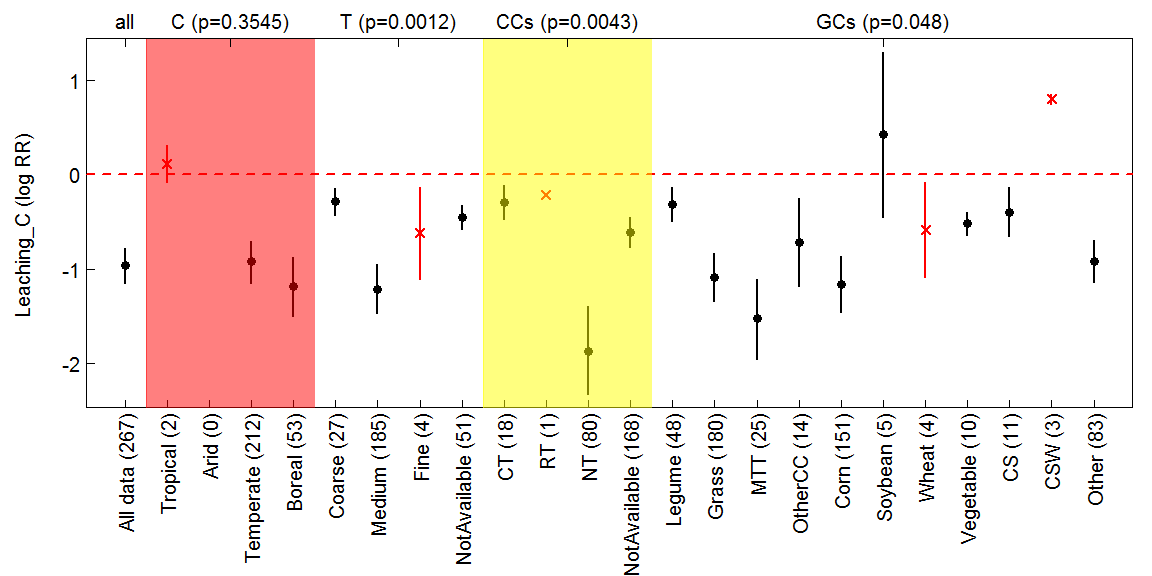 all
C (p=0.3545)
T (p=0.0012)
CCs (p=0.0043)
GCs (p=0.048)
Leaching_C (log RR)
1
0
-1
-2
All data (267)
Tropical (2)
Arid (0)
Temperate (212)
Boreal (53)
Coarse (27)
Medium (185)
Fine (4)
NotAvailable (51)
CT (18)
RT (1)
NT (80)
NotAvailable (168)
Legume (48)
Grass (180)
MTT (25)
OtherCC (14)
Corn (151)
Soybean (5)
Wheat (4)
Vegetable (10)
CS (11)
CSW (3)
Other (83)